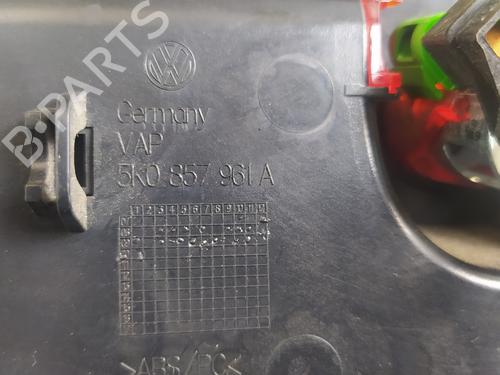 VW
Germany
VAP
5K0 857 961 A
1 2 3 4 5 6 7 8 9 10 11 12
>ABS/PC<
B-PARTS